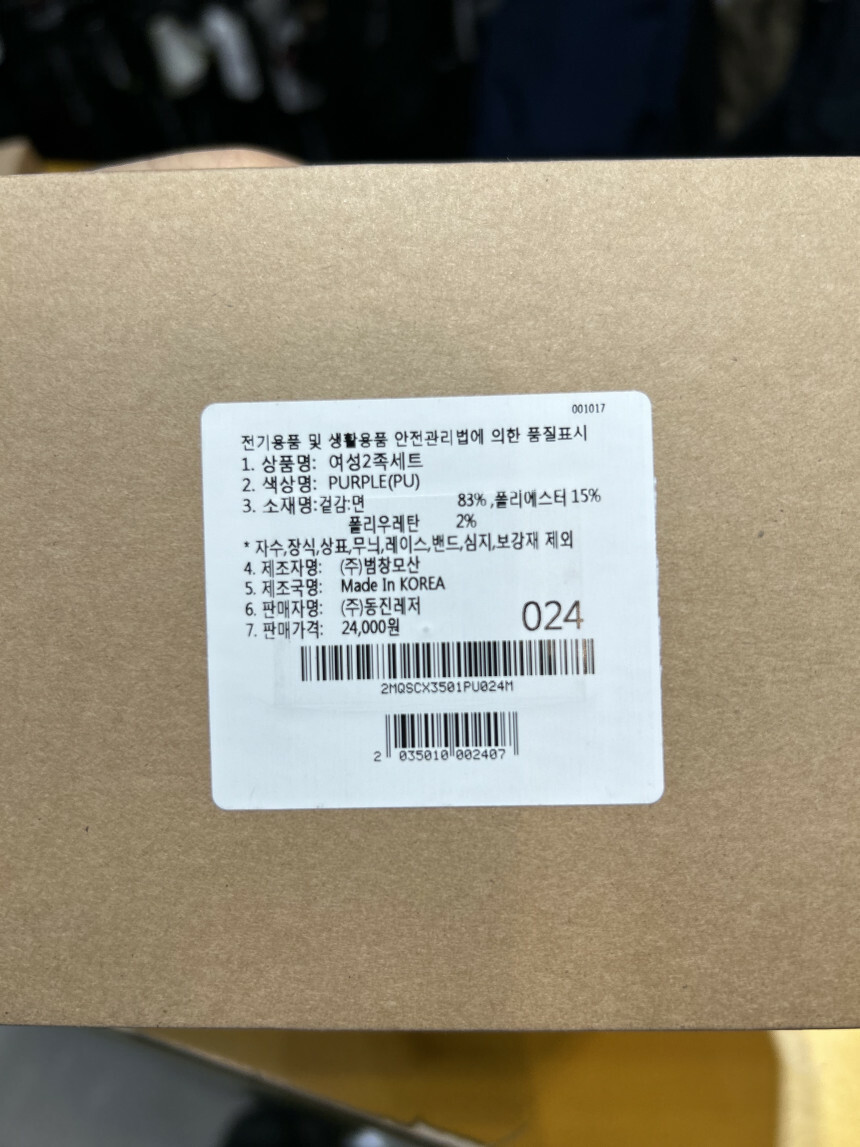 001017
전기용품 및 생활용품 안전관리법에 의한 품질표시
1. 상품명: 여성2족세트
2. 색상명: PURPLE(PU)
3. 소재명:겉감:면 83% ,폴리에스터 15%
폴리우레탄 2%
* 자수,장식,상표,무늬,레이스,밴드,심지,보강재 제외
4. 제조자명: (주)범창모산
5. 제조국명: Made In KOREA
6. 판매자명: (주)동진레저
7. 판매가격: 24,000원
024
2MQSCX3501PU024M
2 035010 002407